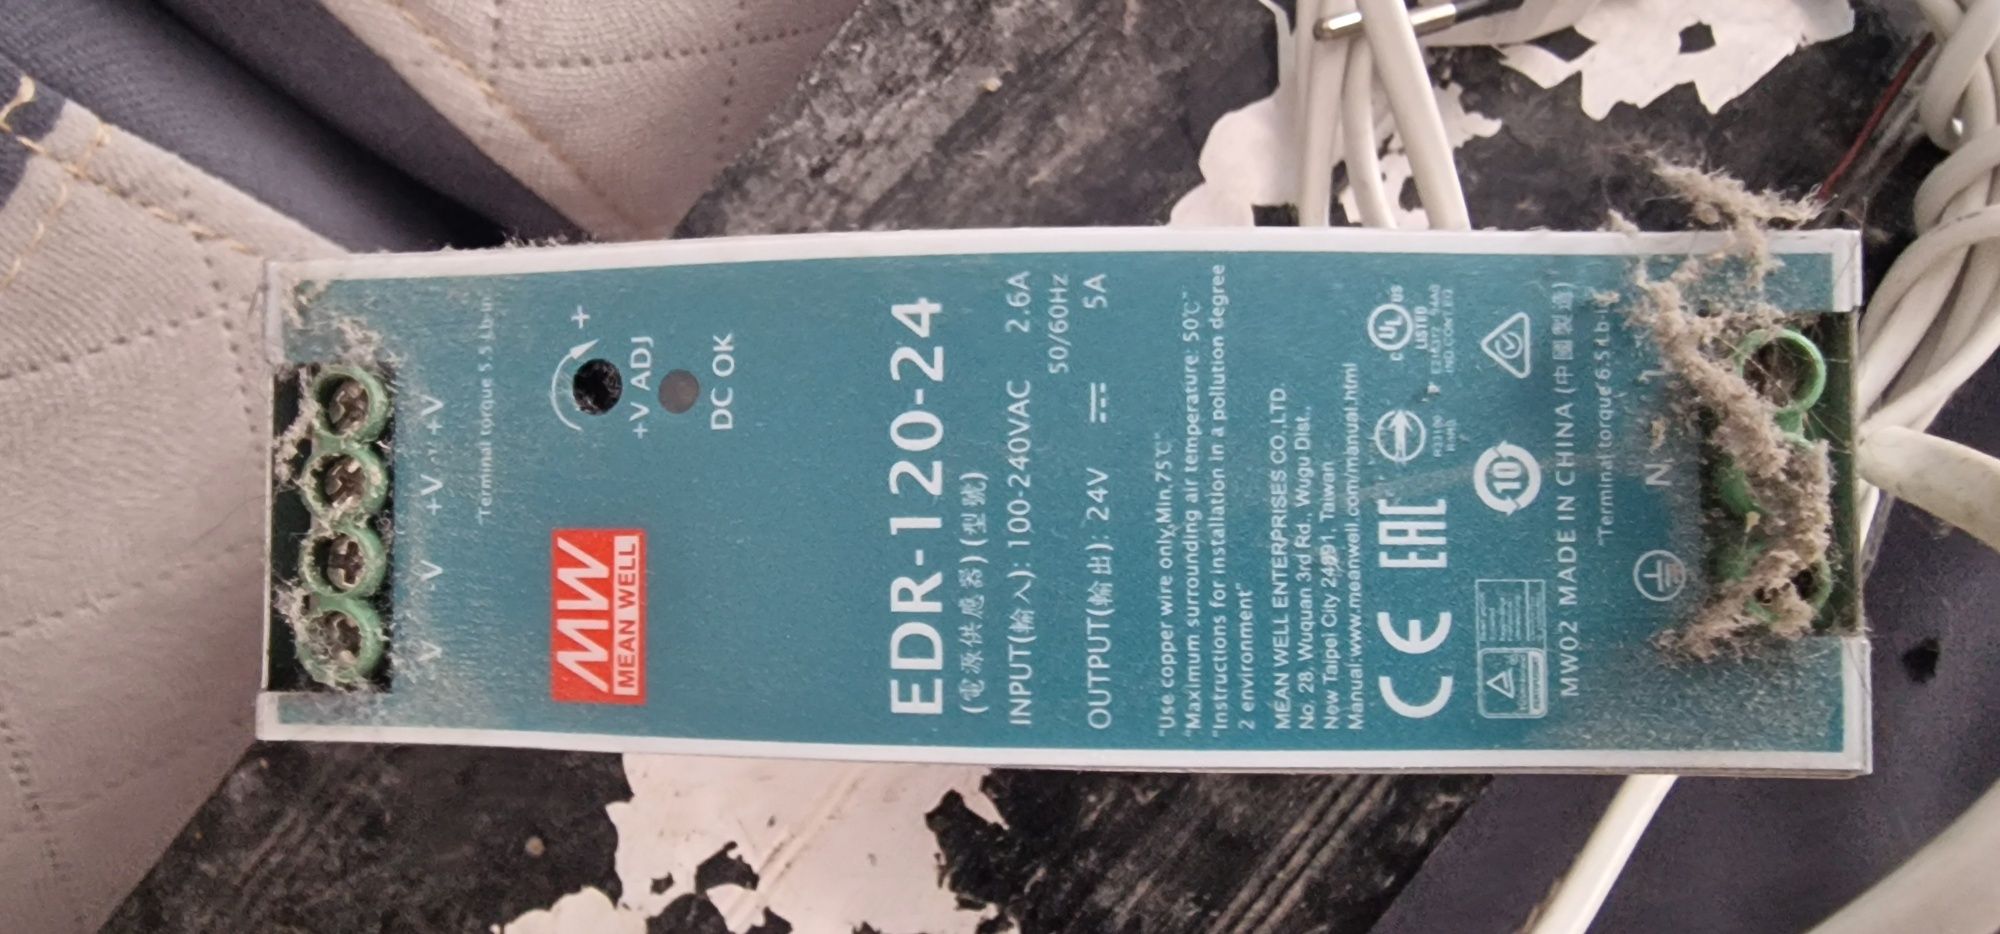 "Terminal torque 5.5 Lb-in"
-V -V +V +V
+
+V ADJ
DC OK
MW
MEAN WELL
EDR-120-24
(電源供應器)(型號)
INPUT(輸入): 100-240VAC 2.6A
50/60Hz
OUTPUT(輸出): 24V 5A
"Use copper wire only,Min,75℃"
"Maximum surrounding air temperature: 50℃"
"Instructions for installation in a pollution degree
2 environment"
MEAN WELL ENTERPRISES CO.,LTD.
No. 28, Wuquan 3rd Rd., Wugu Dist.,
New Taipei City 24891, Taiwan
Manual:www.meanwell.com/manual.html
CE EAC
c UL us
LISTED
10
MW02 MADE IN CHINA (中國製造)
"Terminal torque 6.5 Lb-in"
N L